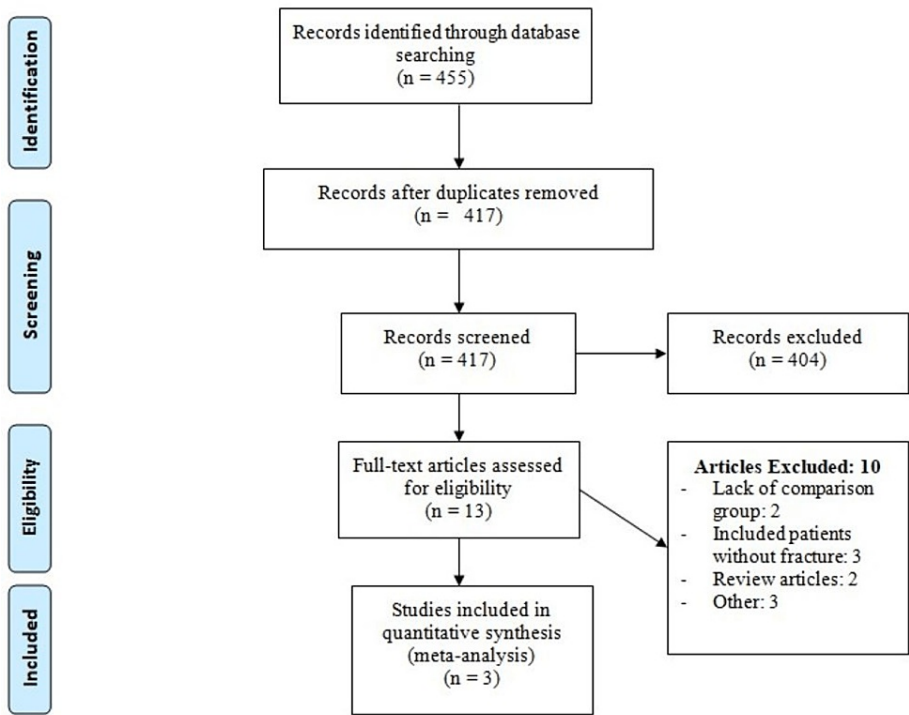 Identification
Records identified through database
searching
(n = 455)
Screening
Records after duplicates removed
(n = 417)
Records screened
(n = 417)
Records excluded
(n = 404)
Eligibility
Full-text articles assessed
for eligibility
(n = 13)
Articles Excluded: 10
- Lack of comparison
group: 2
- Included patients
without fracture: 3
- Review articles: 2
- Other: 3
Included
Studies included in
quantitative synthesis
(meta-analysis)
(n = 3)